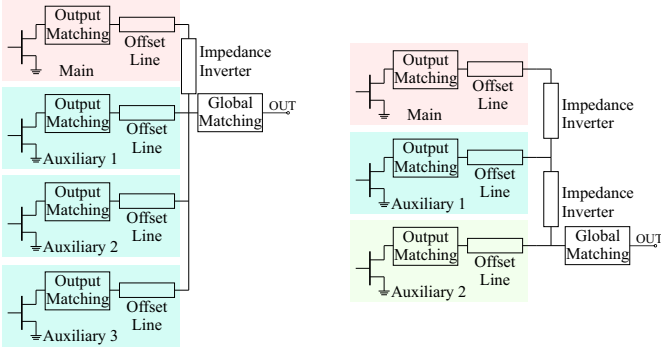 Output
Matching
Offset
Line
Main
Impedance
Inverter
Output
Matching
Offset
Line
Auxiliary 1
Global
Matching
OUT
Output
Matching
Offset
Line
Auxiliary 2
Output
Matching
Offset
Line
Auxiliary 3
Output
Matching
Offset
Line
Main
Impedance
Inverter
Output
Matching
Offset
Line
Auxiliary 1
Impedance
Inverter
Output
Matching
Offset
Line
Auxiliary 2
Global
Matching
OUT